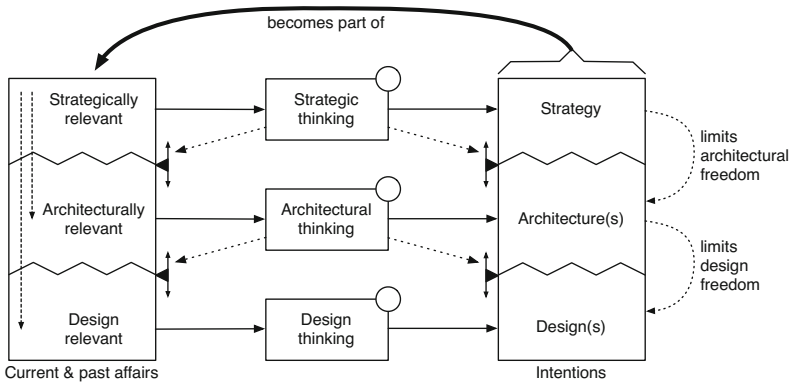 becomes part of
Strategically
relevant
Strategic
thinking
Strategy
limits
architectural
freedom
Architecturally
relevant
Architectural
thinking
Architecture(s)
limits
design
freedom
Design
relevant
Design
thinking
Design(s)
Current & past affairs
Intentions